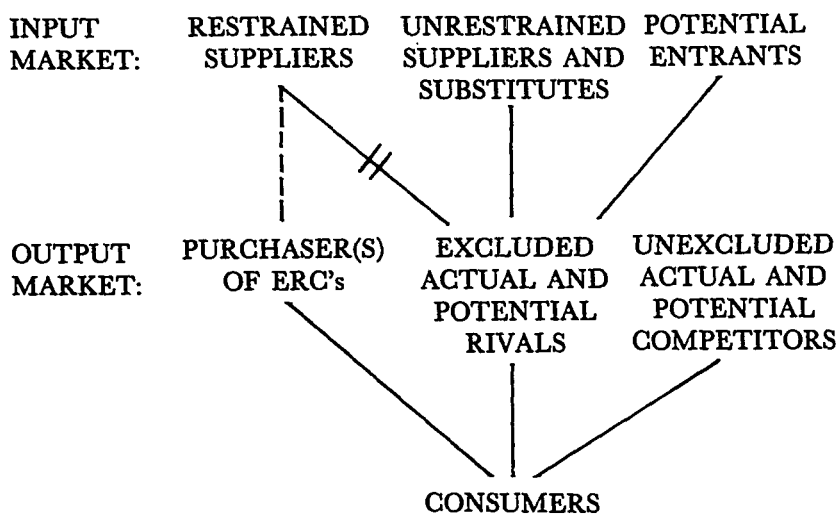 INPUT MARKET:
RESTRAINED SUPPLIERS
UNRESTRAINED SUPPLIERS AND SUBSTITUTES
POTENTIAL ENTRANTS
OUTPUT MARKET:
PURCHASER(S) OF ERC's
EXCLUDED ACTUAL AND POTENTIAL RIVALS
UNEXCLUDED ACTUAL AND POTENTIAL COMPETITORS
CONSUMERS